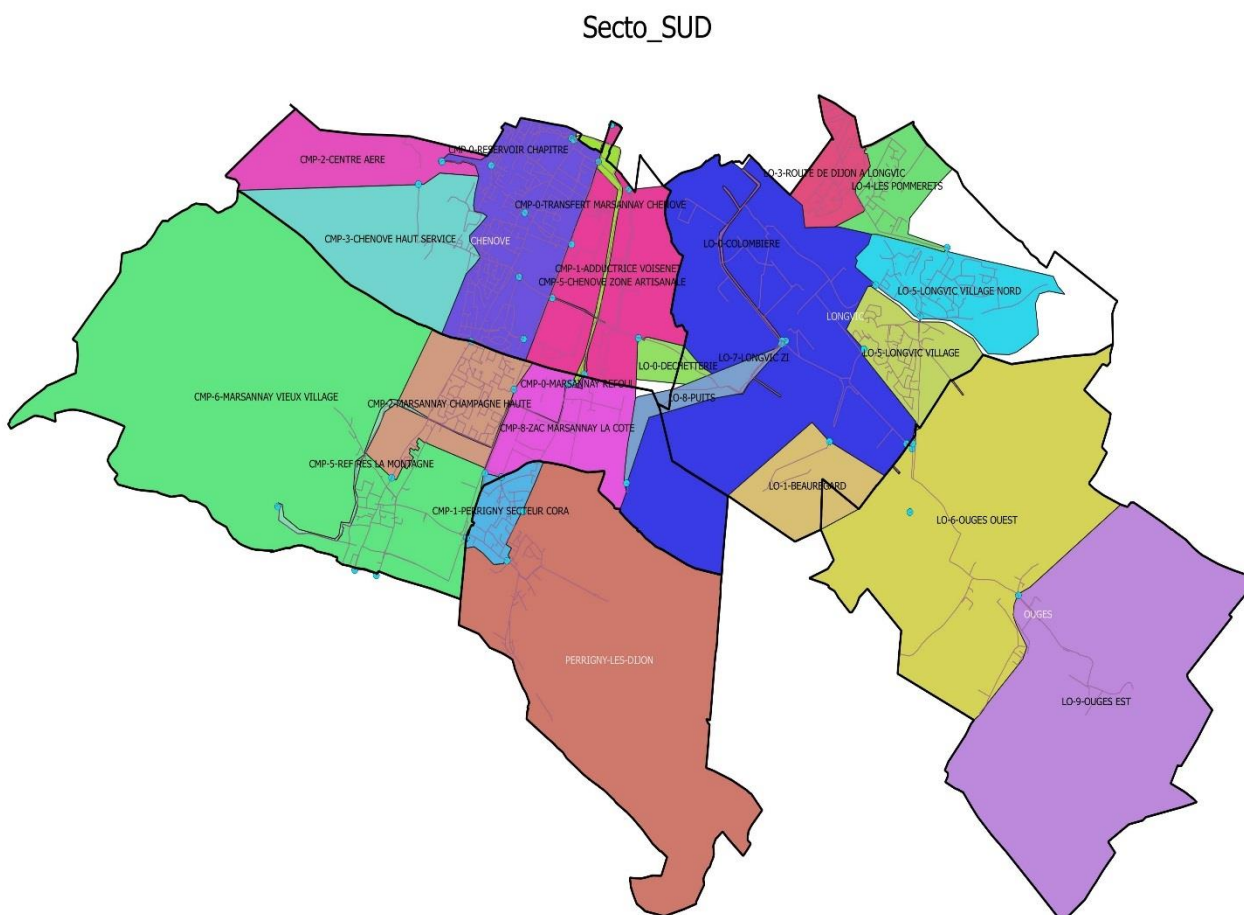 Secto_SUD
CMP-2-CENTRE AERE
CMP-0-RESERVOIR CHAPITRE
LO-3-ROUTE DE DIJON A LONGVIC
LO-4-LES POMMERETS
CMP-0-TRANSFERT MARSANNAY CHENOVE
CMP-3-CHENOVE HAUT SERVICE
CHENOVE
LO-0-COLOMBIERE
CMP-1-ADDUCTRICE VOISENET
CMP-5-CHENOVE ZONE ARTISANALE
LO-5-LONGVIC VILLAGE NORD
LONGVIC
LO-5-LONGVIC VILLAGE
LO-7-LONGVIC ZI
LO-0-DECHETTERIE
CMP-0-MARSANNAY REFOUL
CMP-6-MARSANNAY VIEUX VILLAGE
LO-8-PUITS
CMP-2-MARSANNAY CHAMPAGNE HAUTE
CMP-8-ZAC MARSANNAY LA COTE
CMP-5-REF RES LA MONTAGNE
LO-1-BEAUREGARD
CMP-1-PERRIGNY SECTEUR CORA
LO-6-OUGES OUEST
OUGES
PERRIGNY-LES-DIJON
LO-9-OUGES EST